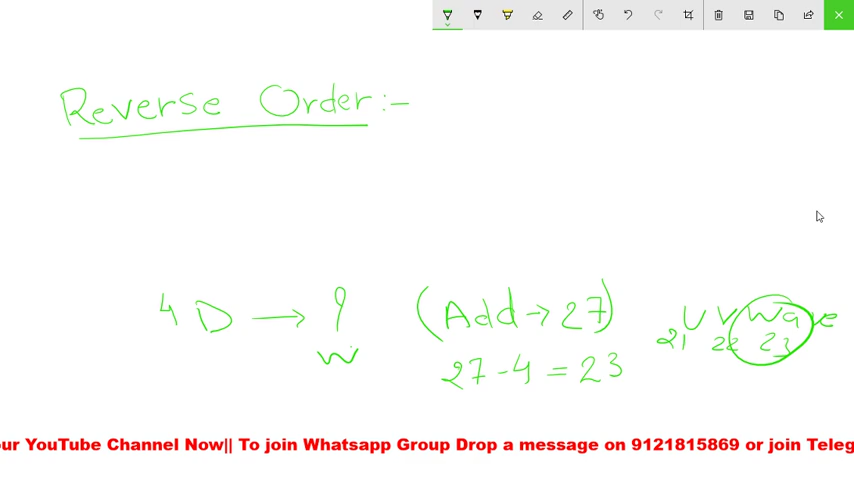 Reverse Order :-
4 D → ? (Add → 27) U V Wave
W 21 22 23
27 - 4 = 23
our YouTube Channel Now|| To join Whatsapp Group Drop a message on 9121815869 or join Teleg